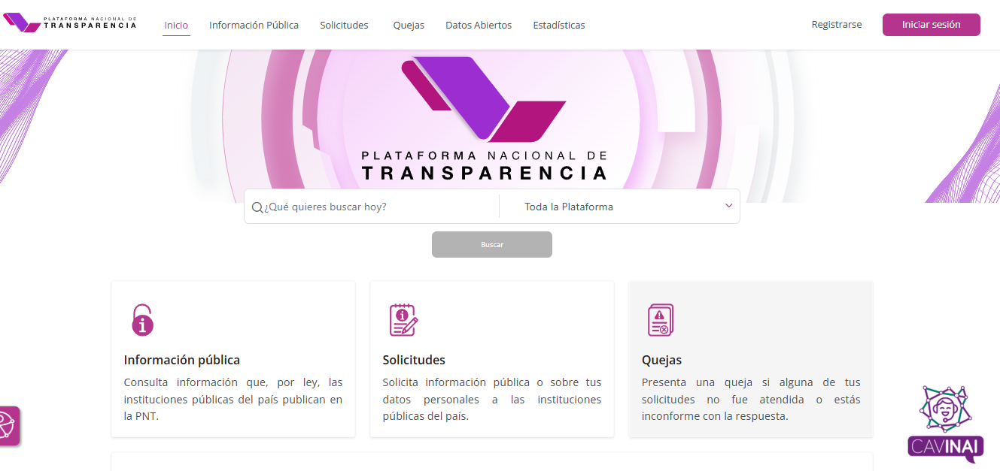 PLATAFORMA NACIONAL DE
TRANSPARENCIA
Inicio
Información Pública
Solicitudes
Quejas
Datos Abiertos
Estadísticas
Registrarse
Iniciar sesión
PLATAFORMA NACIONAL DE
TRANSPARENCIA
¿Qué quieres buscar hoy?
Toda la Plataforma
Buscar
Información pública
Consulta información que, por ley, las
instituciones públicas del país publican en
la PNT.
Solicitudes
Solicita información pública o sobre tus
datos personales a las instituciones
públicas del país.
Quejas
Presenta una queja si alguna de tus
solicitudes no fue atendida o estás
inconforme con la respuesta.
CAVINAI